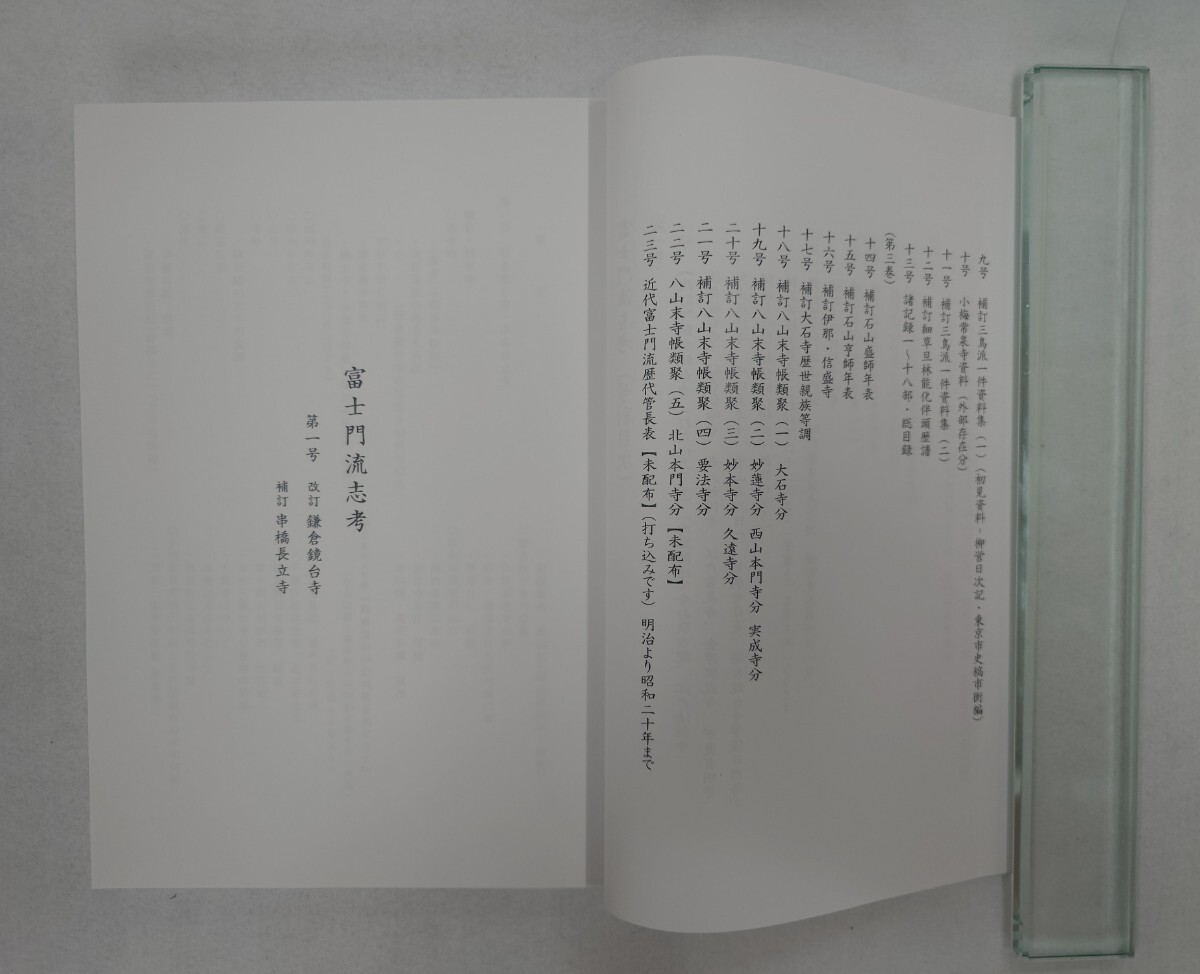 九号　補訂三鳥派一件資料集（一）（初見資料－柳営日次記・東京市史稿市街編）
十号　小梅常泉寺資料（外部存在分）
十一号　補訂三鳥派一件資料集（二）
十二号　補訂細草旦林能化伴頭歴譜
十三号　諸記録一～十八部・総目録
（第三巻）
十四号　補訂石山盛師年表
十五号　補訂石山亨師年表
十六号　補訂伊那・信盛寺
十七号　補訂大石寺歴世親族等調
十八号　補訂八山末寺帳類聚（一）　大石寺分
十九号　補訂八山末寺帳類聚（二）　妙蓮寺分　西山本門寺分　実成寺分
二十号　補訂八山末寺帳類聚（三）　妙本寺分　久遠寺分
二一号　補訂八山末寺帳類聚（四）　要法寺分
二二号　八山末寺帳類聚（五）　北山本門寺分　【未配布】
二三号　近代富士門流歴代管長表【未配布】（打ち込みです）　明治より昭和二十年まで
富士門流志考
第一号　改訂　鎌倉鏡台寺
補訂　串橋長立寺